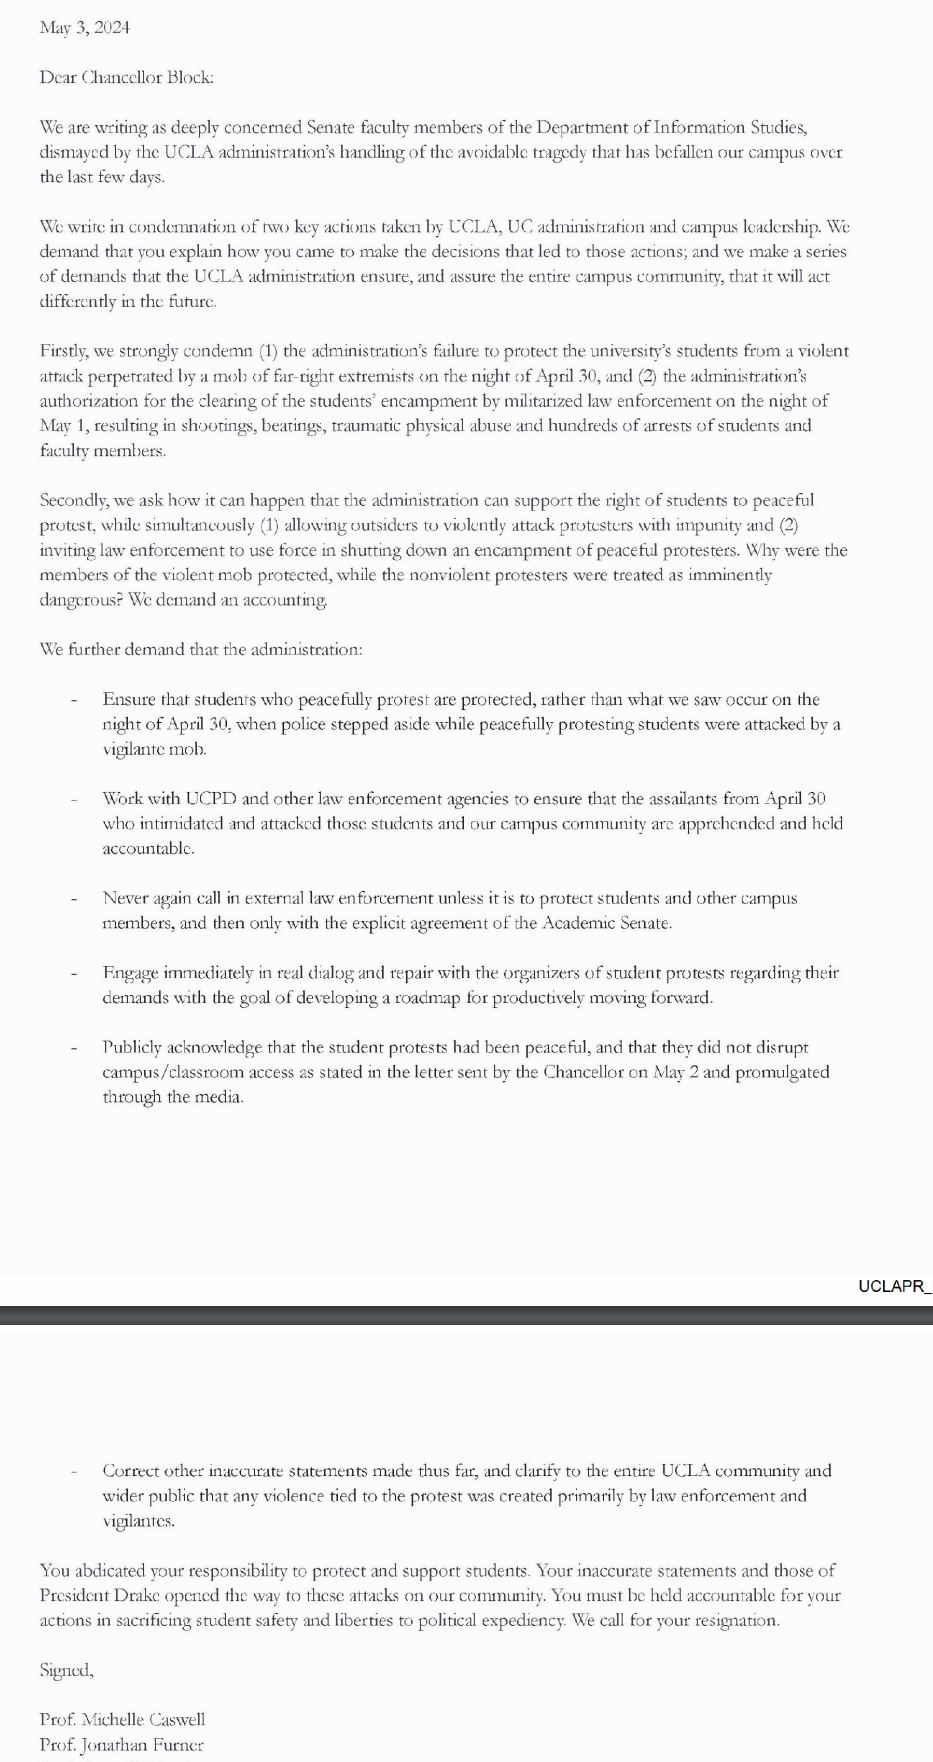 May 3, 2024
Dear Chancellor Block:
We are writing as deeply concerned Senate faculty members of the Department of Information Studies,
dismayed by the UCLA administration's handling of the avoidable tragedy that has befallen our campus over
the last few days.
We write in condemnation of two key actions taken by UCLA, UC administration and campus leadership. We
demand that you explain how you came to make the decisions that led to those actions; and we make a series
of demands that the UCLA administration ensure, and assure the entire campus community, that it will act
differently in the future.
Firstly, we strongly condemn (1) the administration's failure to protect the university's students from a violent
attack perpetrated by a mob of far-right extremists on the night of April 30, and (2) the administration's
authorization for the clearing of the students' encampment by militarized law enforcement on the night of
May 1, resulting in shootings, beatings, traumatic physical abuse and hundreds of arrests of students and
faculty members.
Secondly, we ask how it can happen that the administration can support the right of students to peaceful
protest, while simultaneously (1) allowing outsiders to violently attack protesters with impunity and (2)
inviting law enforcement to use force in shutting down an encampment of peaceful protesters. Why were the
members of the violent mob protected, while the nonviolent protesters were treated as imminently
dangerous? We demand an accounting.
We further demand that the administration:
- Ensure that students who peacefully protest are protected, rather than what we saw occur on the
night of April 30, when police stepped aside while peacefully protesting students were attacked by a
vigilante mob.
- Work with UCPD and other law enforcement agencies to ensure that the assailants from April 30
who intimidated and attacked those students and our campus community are apprehended and held
accountable.
- Never again call in external law enforcement unless it is to protect students and other campus
members, and then only with the explicit agreement of the Academic Senate.
- Engage immediately in real dialog and repair with the organizers of student protests regarding their
demands with the goal of developing a roadmap for productively moving forward.
- Publicly acknowledge that the student protests had been peaceful, and that they did not disrupt
campus/classroom access as stated in the letter sent by the Chancellor on May 2 and promulgated
through the media.
UCLAPR_
- Correct other inaccurate statements made thus far, and clarify to the entire UCLA community and
wider public that any violence tied to the protest was created primarily by law enforcement and
vigilantes.
You abdicated your responsibility to protect and support students. Your inaccurate statements and those of
President Drake opened the way to these attacks on our community. You must be held accountable for your
actions in sacrificing student safety and liberties to political expediency. We call for your resignation.
Signed,
Prof. Michelle Caswell
Prof. Jonathan Furner